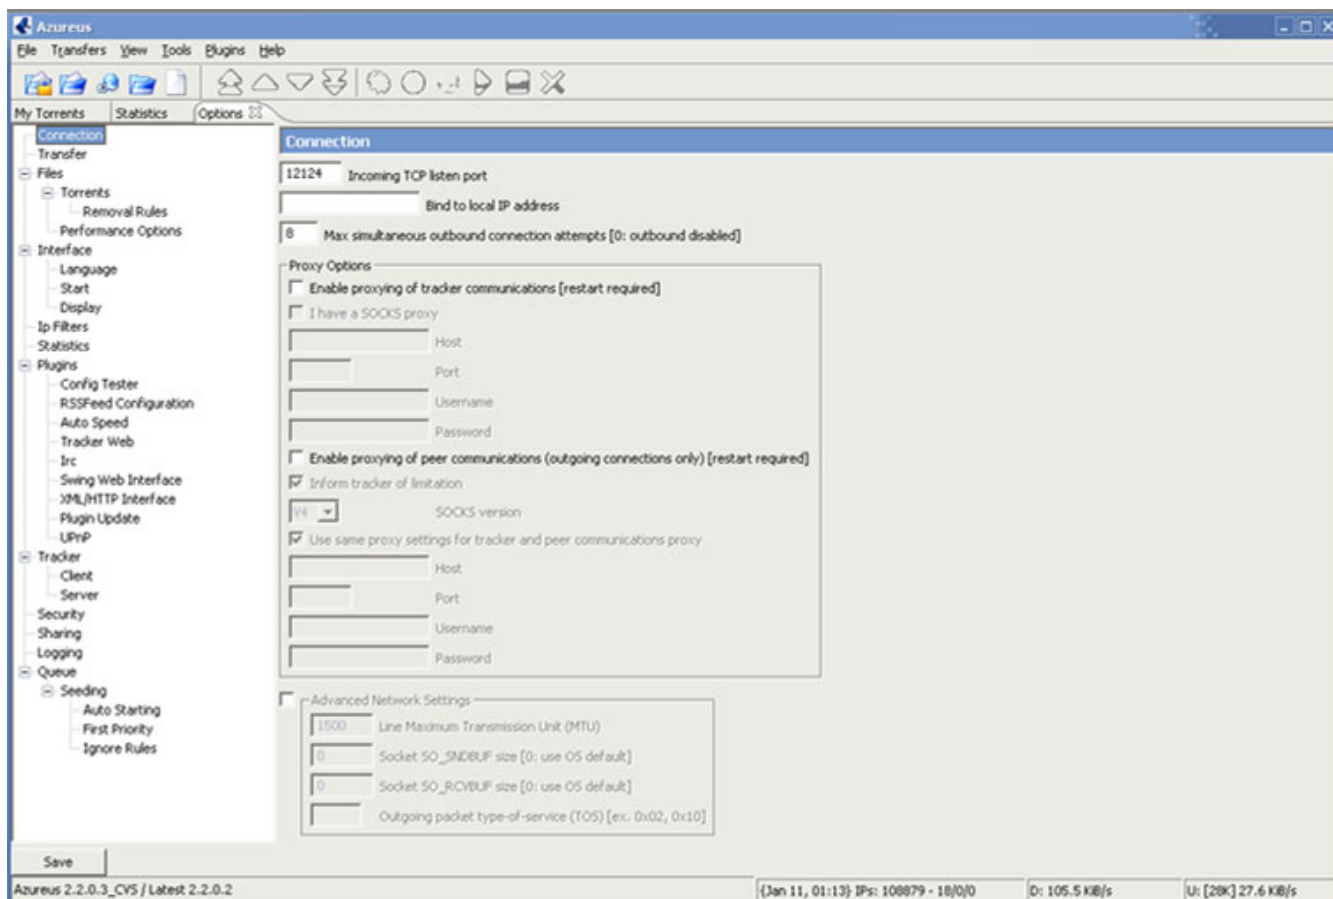 Azureus
File Transfers View Tools Plugins Help
My Torrents Statistics Options
Connection
Transfer
Files
Torrents
Removal Rules
Performance Options
Interface
Language
Start
Display
Ip Filters
Statistics
Plugins
Config Tester
RSSFeed Configuration
Auto Speed
Tracker Web
Irc
Swing Web Interface
XML/HTTP Interface
Plugin Update
UPnP
Tracker
Client
Server
Security
Sharing
Logging
Queue
Seeding
Auto Starting
First Priority
Ignore Rules
Save
Connection
12124 Incoming TCP listen port
Bind to local IP address
8 Max simultaneous outbound connection attempts [0: outbound disabled]
Proxy Options
Enable proxying of tracker communications [restart required]
I have a SOCKS proxy
Host
Port
Username
Password
Enable proxying of peer communications (outgoing connections only) [restart required]
Inform tracker of limitation
V4 SOCKS version
Use same proxy settings for tracker and peer communications proxy
Host
Port
Username
Password
Advanced Network Settings
1500 Line Maximum Transmission Unit (MTU)
0 Socket SO_SNDBUF size [0: use OS default]
0 Socket SO_RCVBUF size [0: use OS default]
Outgoing packet type-of-service (TOS) [ex. 0x02, 0x10]
Azureus 2.2.0.3_CVS / Latest 2.2.0.2 {Jan 11, 01:13} IPs: 108879 - 18/0/0 D: 105.5 KiB/s U: [28K] 27.6 KiB/s